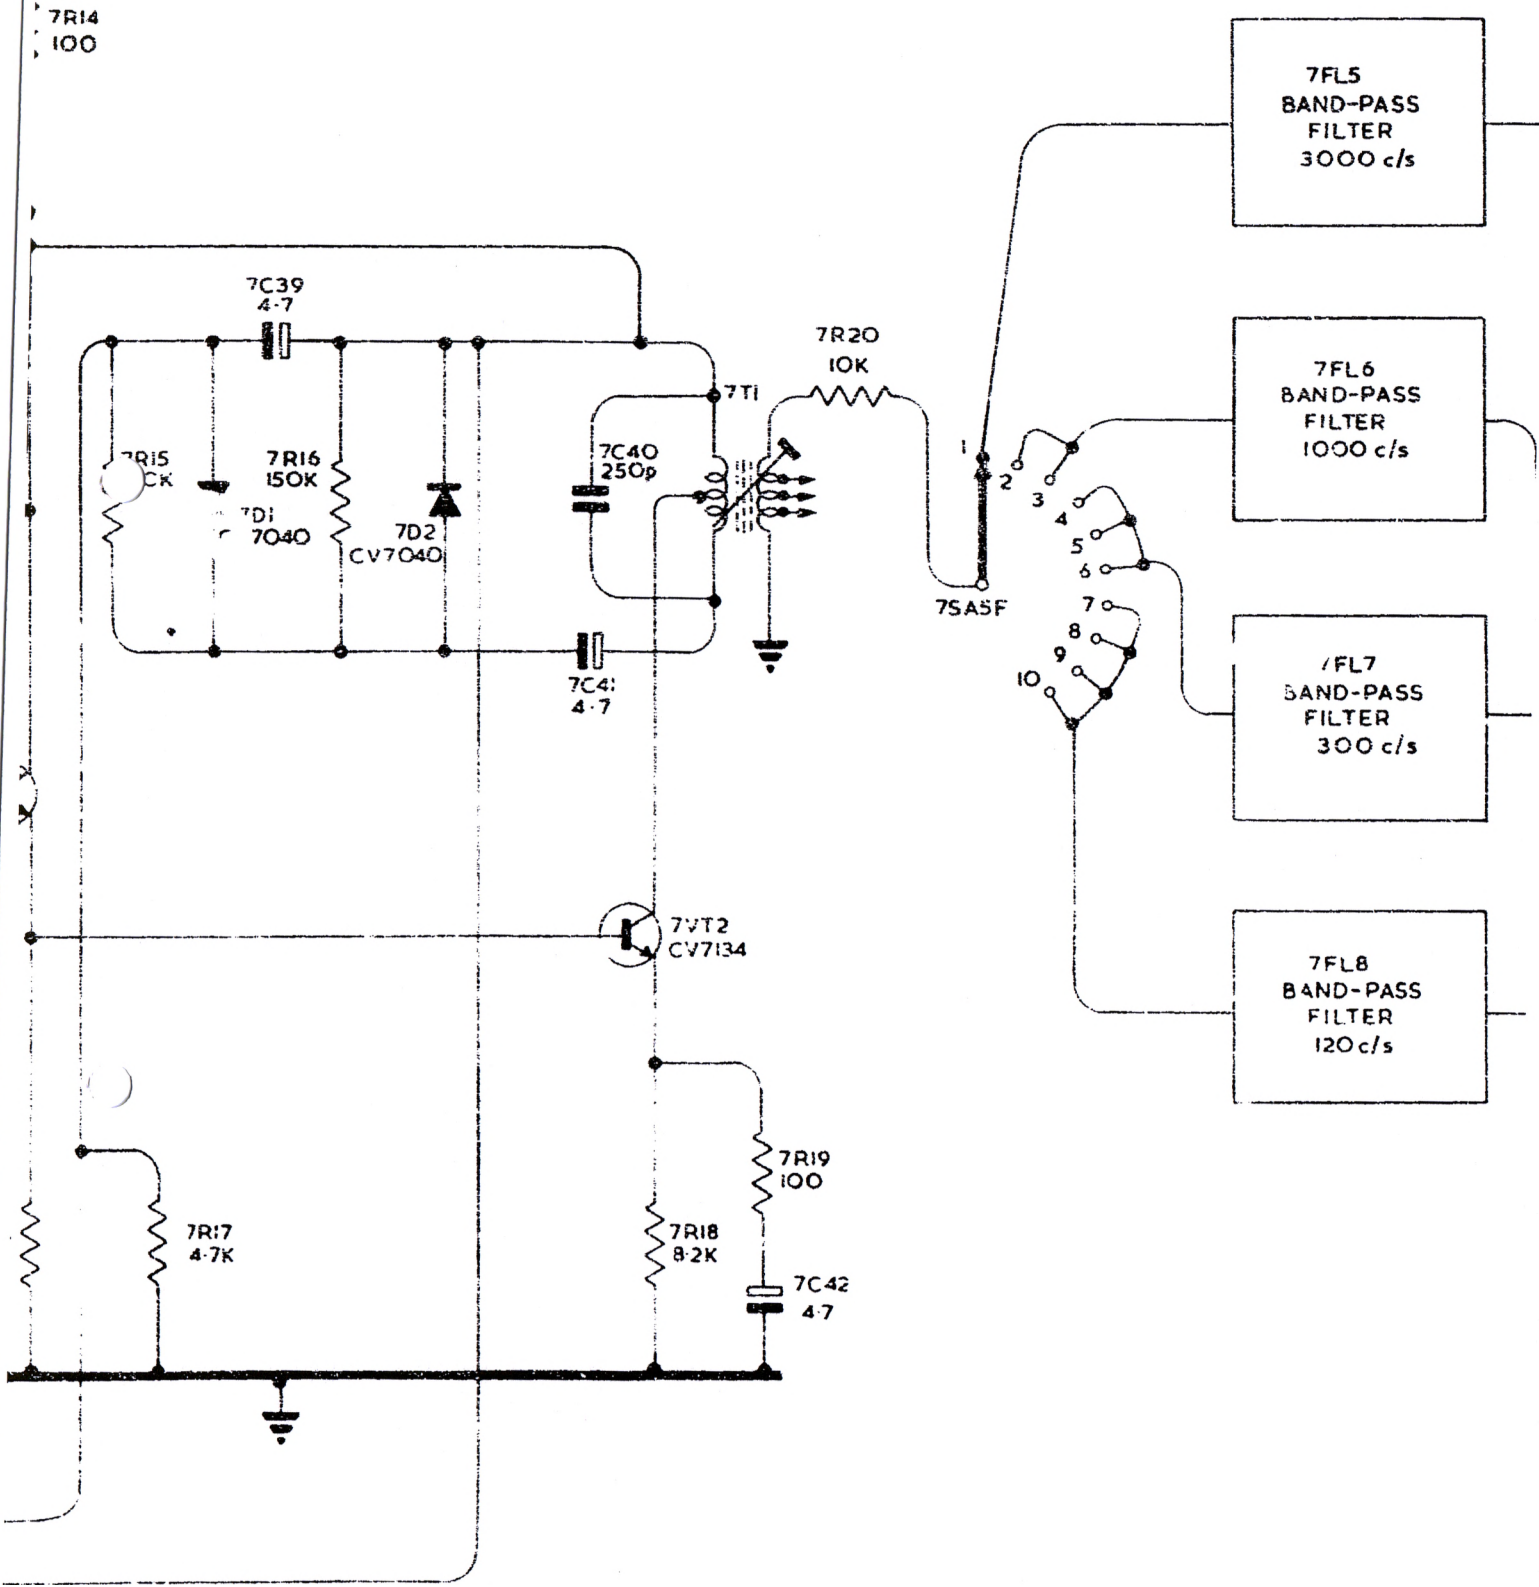 7R14
100
7FL5
BAND-PASS
FILTER
3000 c/s
7C39
4·7
7R20
10K
7FL6
BAND-PASS
FILTER
1000 c/s
7T1
7C40
250p
7R15
7R16
150K
7D1
7040
7D2
CV7040
7C41
4·7
7SA5F
1
2
3
4
5
6
7
8
9
10
7FL7
BAND-PASS
FILTER
300 c/s
7VT2
CV7134
7FL8
BAND-PASS
FILTER
120 c/s
7R19
100
7R17
4·7K
7R18
8·2K
7C42
4·7